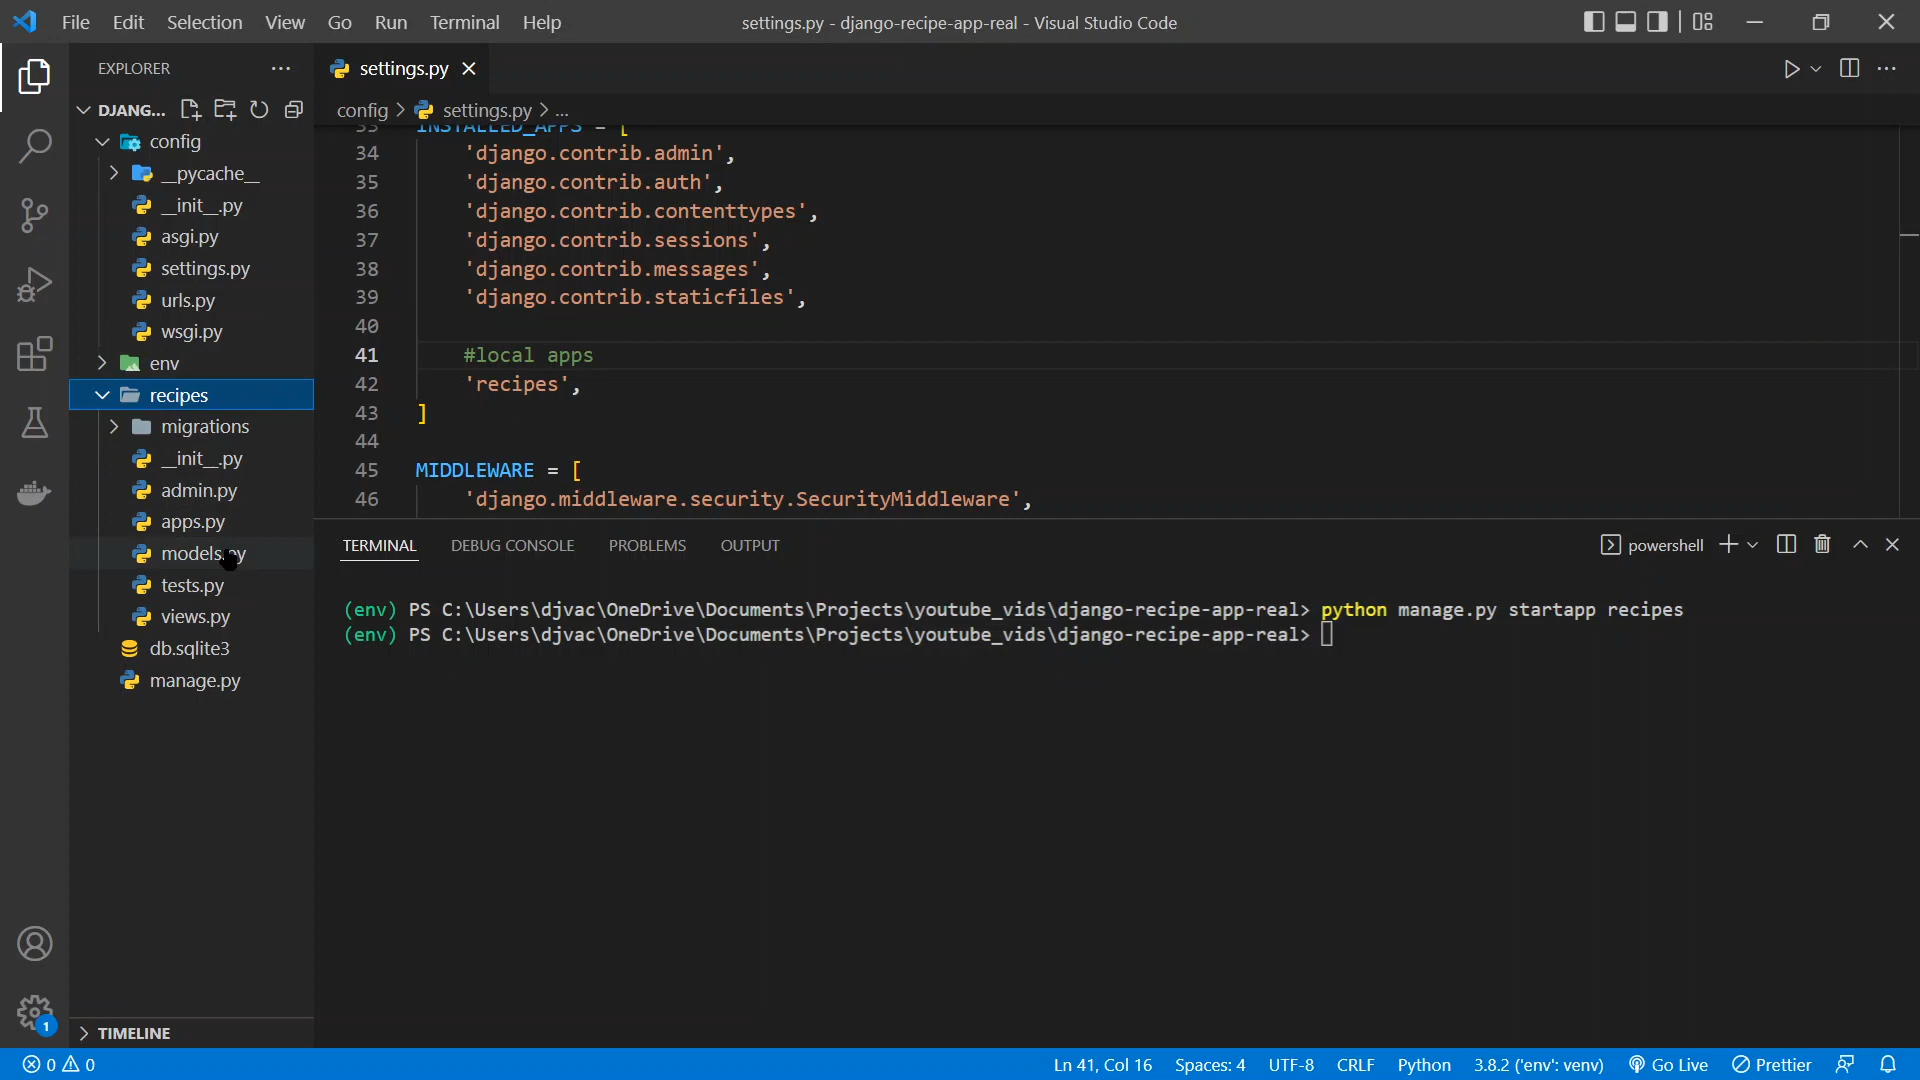 File Edit Selection View Go Run Terminal Help
settings.py - django-recipe-app-real - Visual Studio Code
EXPLORER
settings.py
DJANG...
config > settings.py > ...
config
__pycache__
__init__.py
asgi.py
settings.py
urls.py
wsgi.py
env
recipes
migrations
__init__.py
admin.py
apps.py
models.py
tests.py
views.py
db.sqlite3
manage.py
TIMELINE
33 INSTALLED_APPS = [
34 'django.contrib.admin',
35 'django.contrib.auth',
36 'django.contrib.contenttypes',
37 'django.contrib.sessions',
38 'django.contrib.messages',
39 'django.contrib.staticfiles',
40
41 #local apps
42 'recipes',
43 ]
44
45 MIDDLEWARE = [
46 'django.middleware.security.SecurityMiddleware',
TERMINAL DEBUG CONSOLE PROBLEMS OUTPUT
powershell
(env) PS C:\Users\djvac\OneDrive\Documents\Projects\youtube_vids\django-recipe-app-real> python manage.py startapp recipes
(env) PS C:\Users\djvac\OneDrive\Documents\Projects\youtube_vids\django-recipe-app-real>
1
0 0
Ln 41, Col 16 Spaces: 4 UTF-8 CRLF Python 3.8.2 ('env': venv) Go Live Prettier